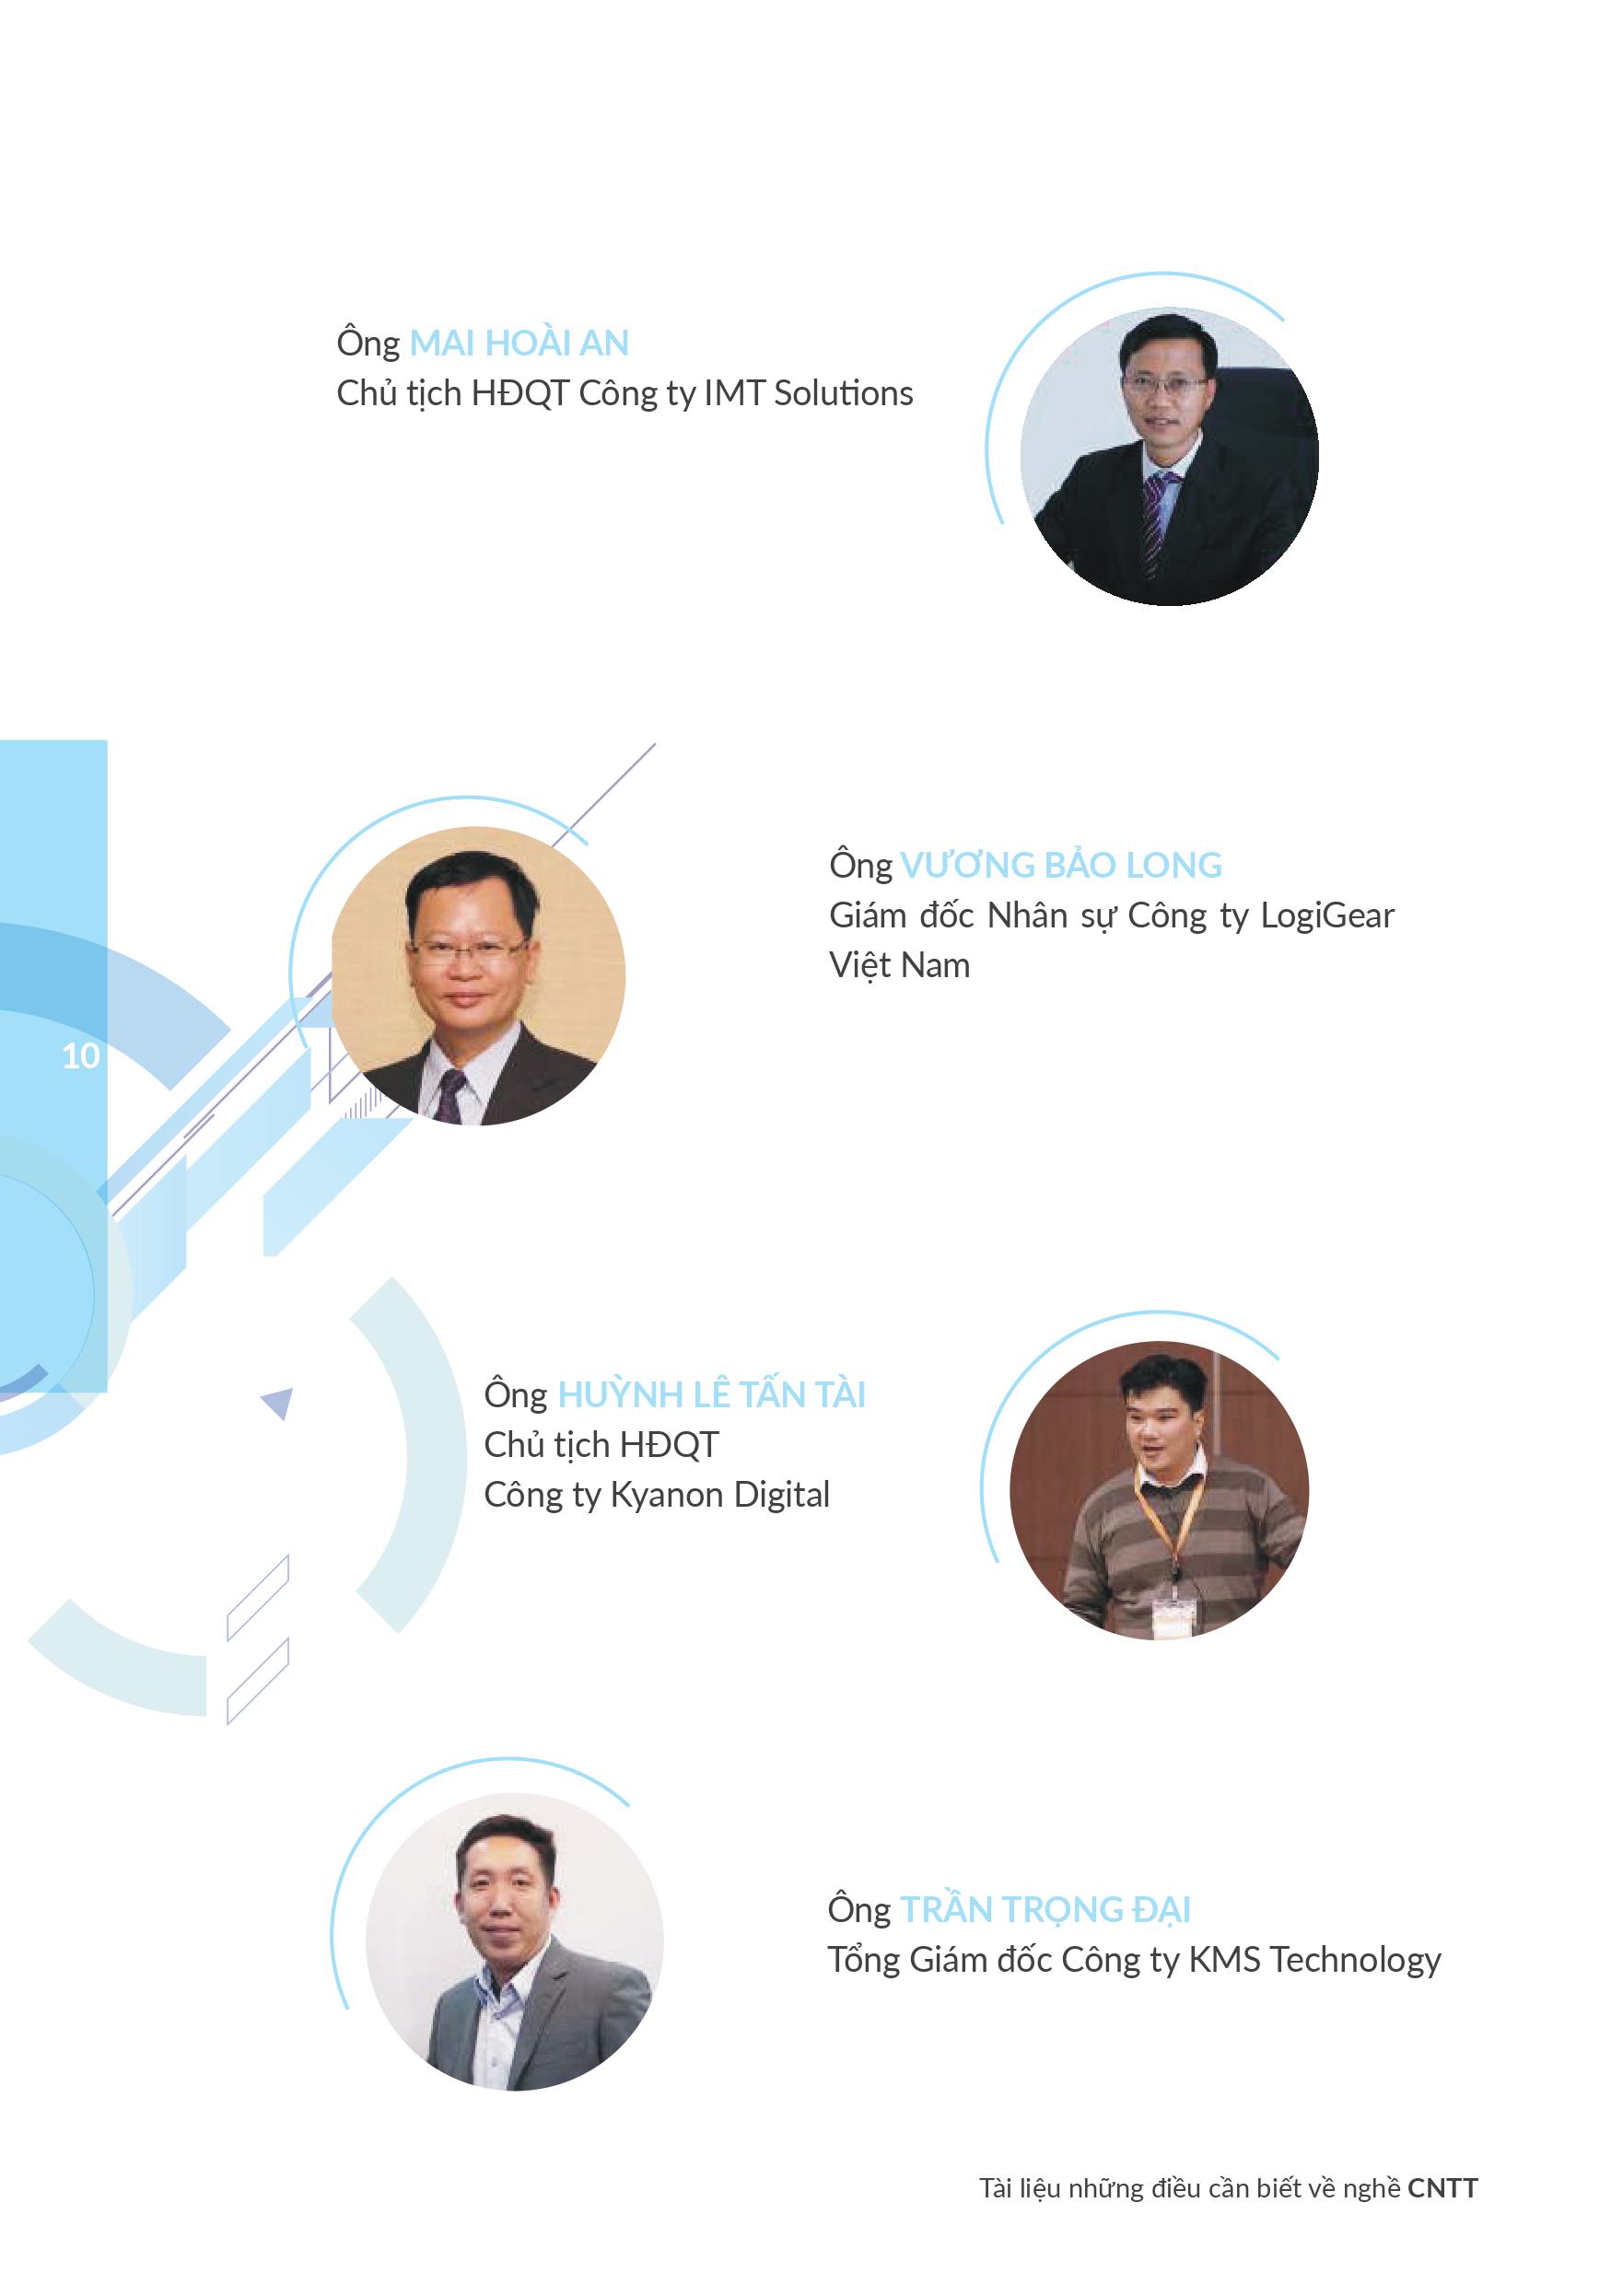 Ông MAI HOÀI AN
Chủ tịch HĐQT Công ty IMT Solutions
Ông VƯƠNG BẢO LONG
Giám đốc Nhân sự Công ty LogiGear
Việt Nam
10
Ông HUỲNH LÊ TẤN TÀI
Chủ tịch HĐQT
Công ty Kyanon Digital
Ông TRẦN TRỌNG ĐẠI
Tổng Giám đốc Công ty KMS Technology
Tài liệu những điều cần biết về nghề CNTT